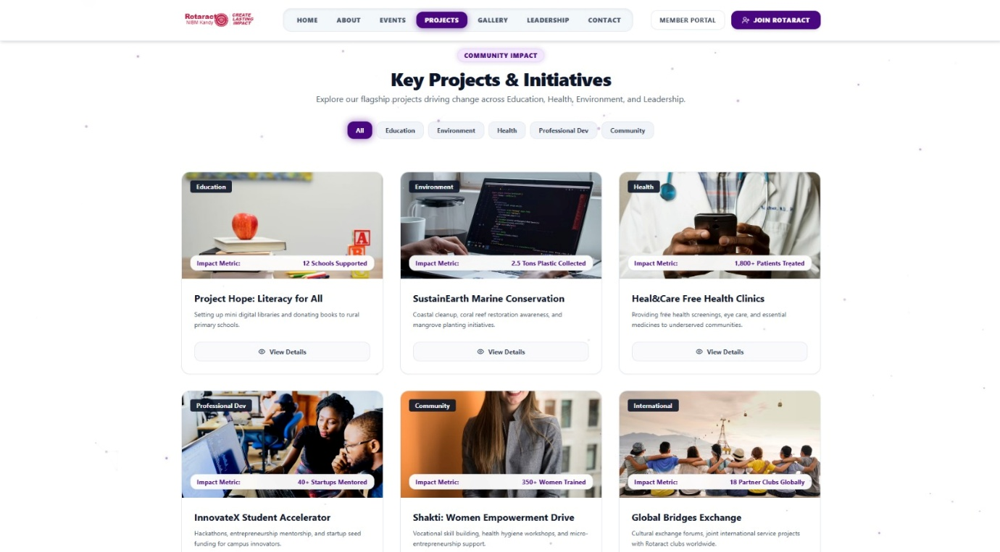 Rotaract
NIBM Kandy
CREATE
LASTING
IMPACT
HOME
ABOUT
EVENTS
PROJECTS
GALLERY
LEADERSHIP
CONTACT
MEMBER PORTAL
JOIN ROTARACT
COMMUNITY IMPACT
Key Projects & Initiatives
Explore our flagship projects driving change across Education, Health, Environment, and Leadership.
All
Education
Environment
Health
Professional Dev
Community
Education
A
B
Impact Metric: 12 Schools Supported
Project Hope: Literacy for All
Setting up mini digital libraries and donating books to rural
primary schools.
View Details
Environment
Impact Metric: 2.5 Tons Plastic Collected
SustainEarth Marine Conservation
Coastal cleanup, coral reef restoration awareness, and
mangrove planting initiatives.
View Details
Health
Impact Metric: 1,800+ Patients Treated
Heal&Care Free Health Clinics
Providing free health screenings, eye care, and essential
medicines to underserved communities.
View Details
Professional Dev
Impact Metric: 40+ Startups Mentored
InnovateX Student Accelerator
Hackathons, entrepreneurship mentorship, and startup seed
funding for campus innovators.
Community
Impact Metric: 350+ Women Trained
Shakti: Women Empowerment Drive
Vocational skill building, health hygiene workshops, and micro-
entrepreneurship support.
International
Impact Metric: 18 Partner Clubs Globally
Global Bridges Exchange
Cultural exchange forums, joint international service projects
with Rotaract clubs worldwide.